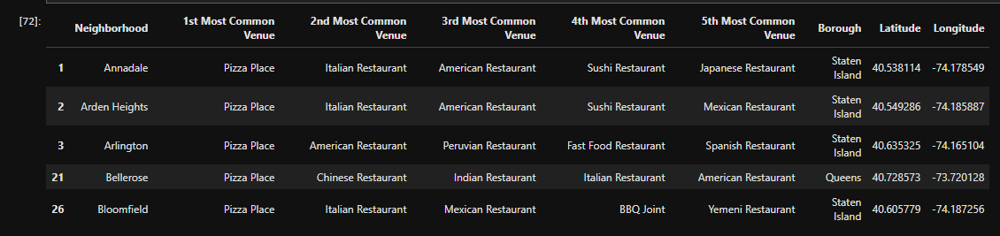 [72]:
Neighborhood 1st Most Common Venue 2nd Most Common Venue 3rd Most Common Venue 4th Most Common Venue 5th Most Common Venue Borough Latitude Longitude
1 Annadale Pizza Place Italian Restaurant American Restaurant Sushi Restaurant Japanese Restaurant Staten Island 40.538114 -74.178549
2 Arden Heights Pizza Place Italian Restaurant American Restaurant Sushi Restaurant Mexican Restaurant Staten Island 40.549286 -74.185887
3 Arlington Pizza Place American Restaurant Peruvian Restaurant Fast Food Restaurant Spanish Restaurant Staten Island 40.635325 -74.165104
21 Bellerose Pizza Place Chinese Restaurant Indian Restaurant Italian Restaurant American Restaurant Queens 40.728573 -73.720128
26 Bloomfield Pizza Place Italian Restaurant Mexican Restaurant BBQ Joint Yemeni Restaurant Staten Island 40.605779 -74.187256